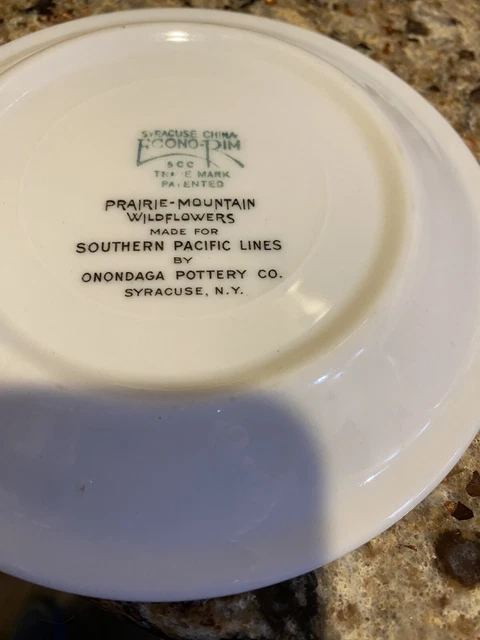 SYRACUSE CHINA
ECONO-RIM
5CC
TRADE MARK
PATENTED
PRAIRIE-MOUNTAIN
WILDFLOWERS
MADE FOR
SOUTHERN PACIFIC LINES
BY
ONONDAGA POTTERY CO.
SYRACUSE, N.Y.